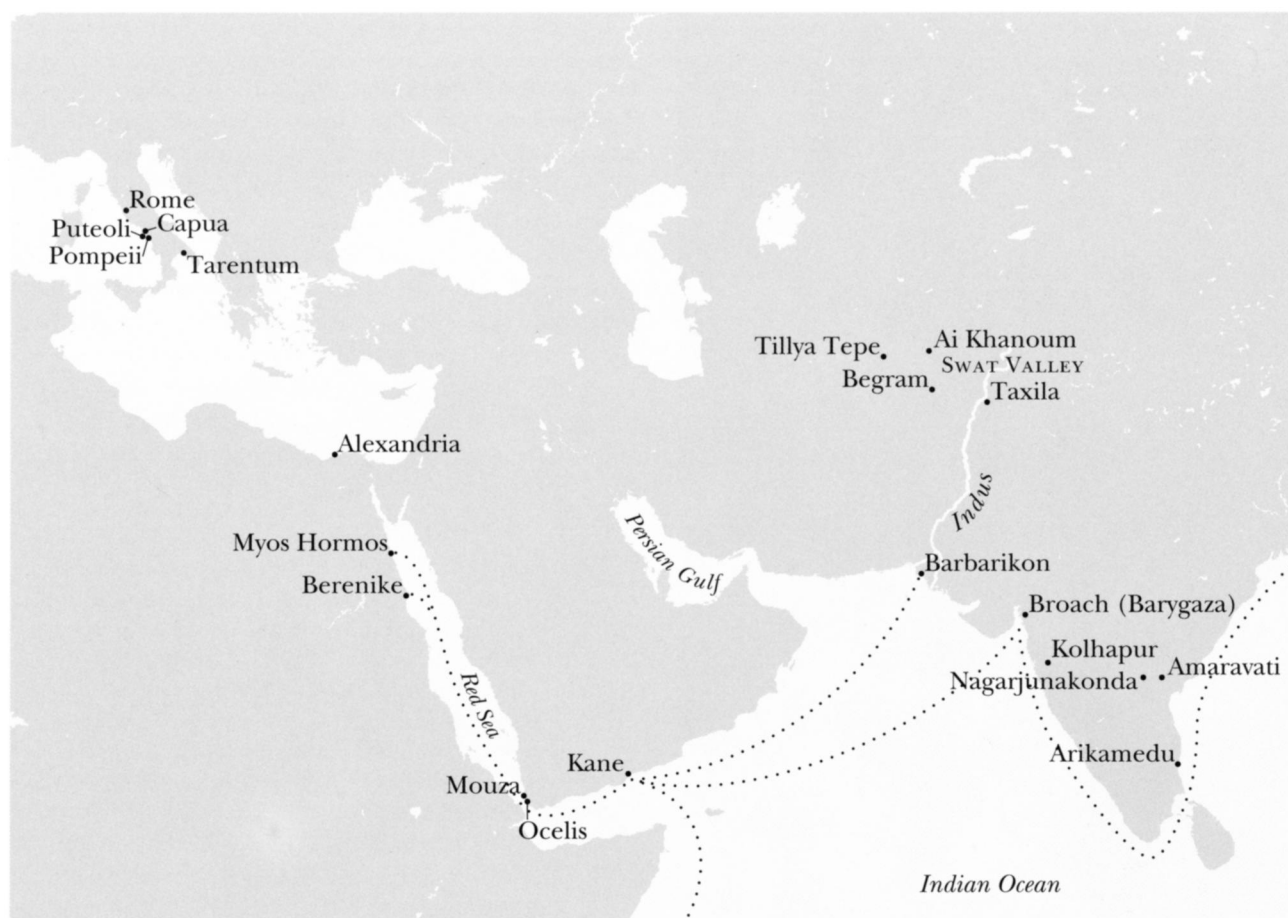 Rome
Capua
Puteoli
Pompeii
Tarentum
Tillya Tepe
Ai Khanoum
SWAT VALLEY
Begram
Taxila
Alexandria
Indus
Persian Gulf
Myos Hormos
Barbarikon
Berenike
Broach (Barygaza)
Kolhapur
Nagarjunakonda
Amaravati
Red Sea
Kane
Arikamedu
Mouza
Ocelis
Indian Ocean